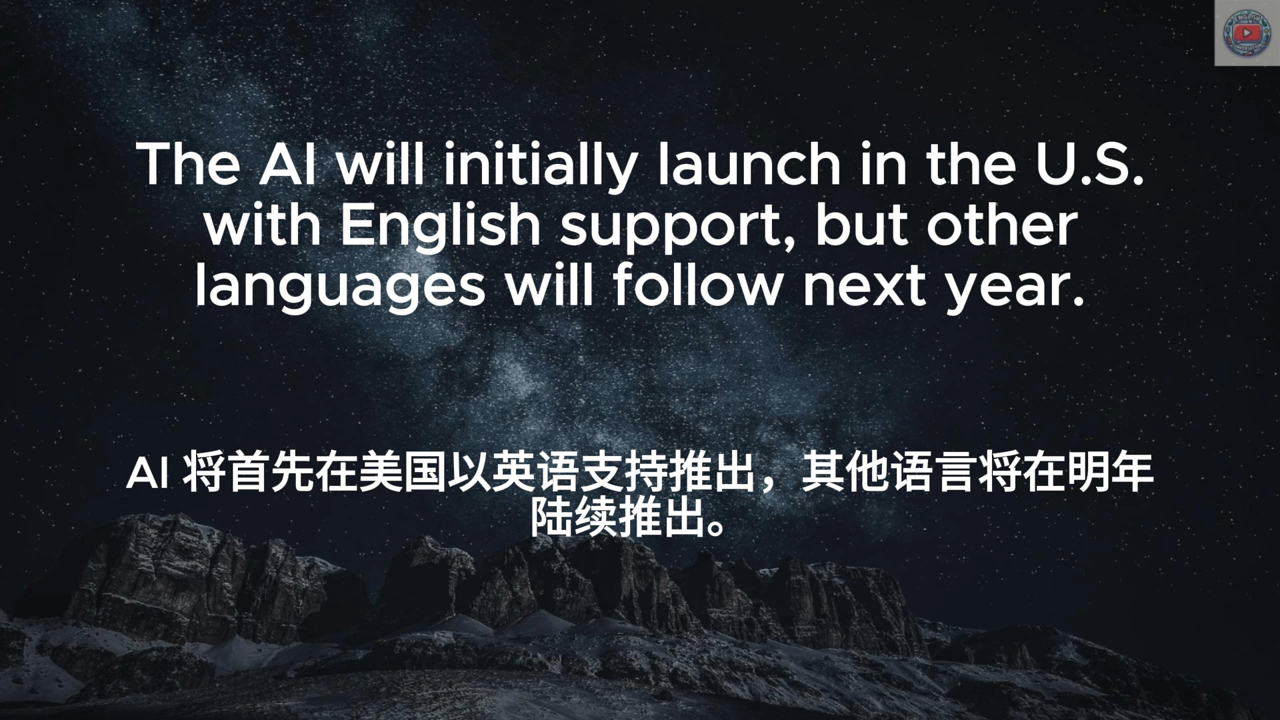 The AI will initially launch in the U.S.
with English support, but other
languages will follow next year.
AI 将首先在美国以英语支持推出，其他语言将在明年
陆续推出。